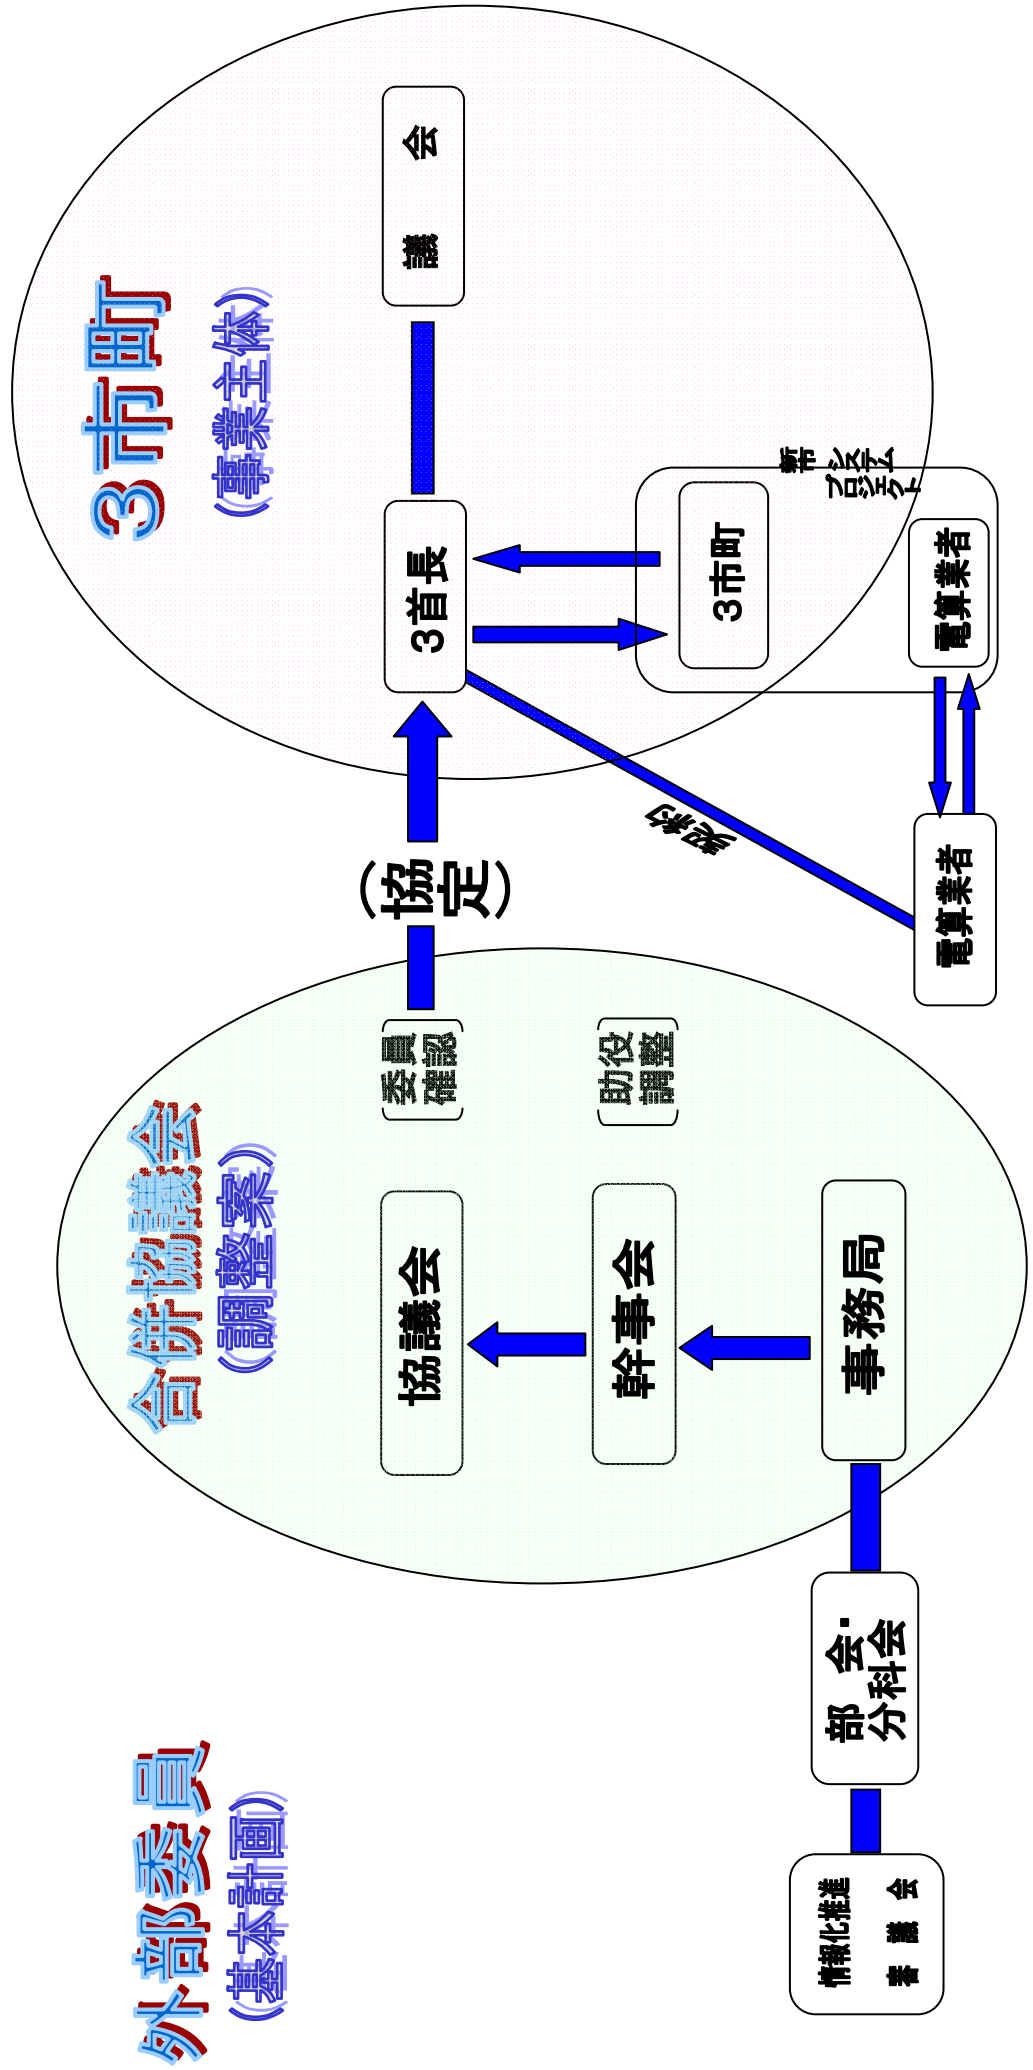 外部委員
（基本計画）
合併協議会
（調整案）
３市町
（事業主体）
協議会
委員
確認
（協
定）
３首長
議　会
幹事会
助役
調整
３市町
新市　システム
プロジェクト
情報化推進
審　議　会
部　会・
分科会
事務局
契約
電算業者
電算業者